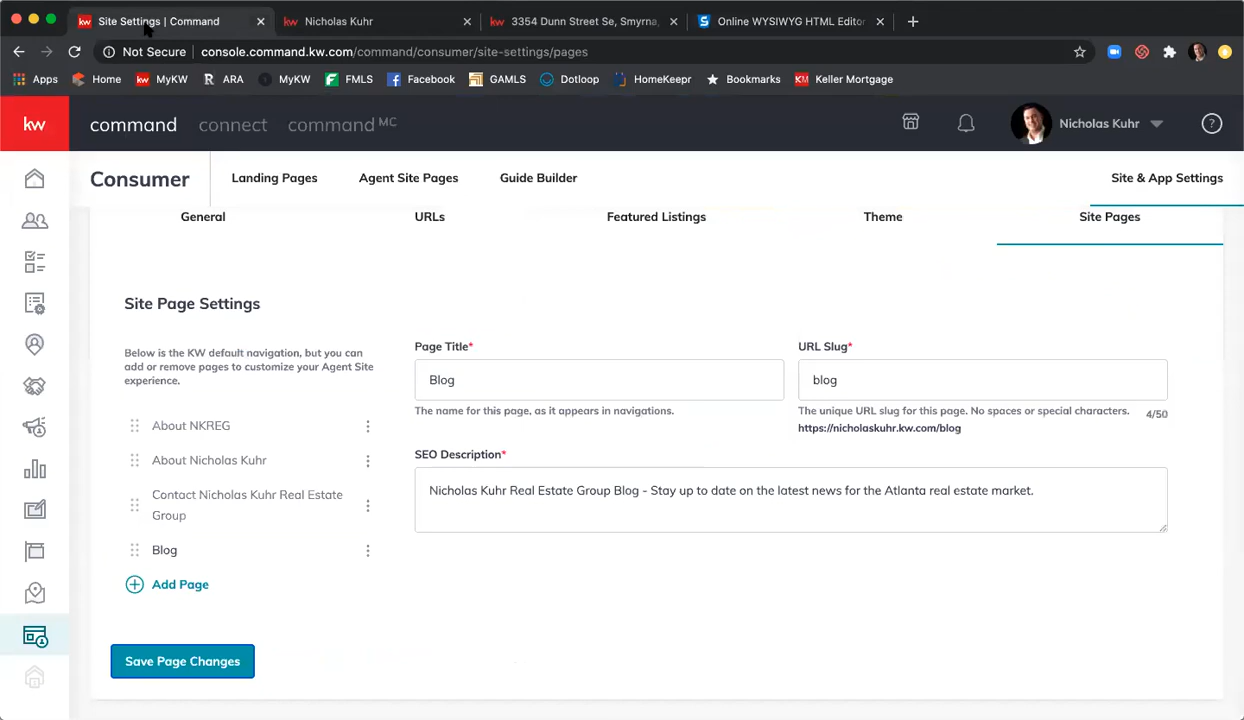 Site Settings | Command
Nicholas Kuhr
3354 Dunn Street Se, Smyrna,
Online WYSIWYG HTML Editor
Not Secure
console.command.kw.com/command/consumer/site-settings/pages
Apps
Home
kw
MyKW
R
ARA
MyKW
FMLS
Facebook
GAMLS
Dotloop
HomeKeepr
Bookmarks
KM
Keller Mortgage
kw
command
connect
command MC
Nicholas Kuhr
?
Consumer
Landing Pages
Agent Site Pages
Guide Builder
Site & App Settings
General
URLs
Featured Listings
Theme
Site Pages
Site Page Settings
Below is the KW default navigation, but you can
add or remove pages to customize your Agent Site
experience.
About NKREG
About Nicholas Kuhr
Contact Nicholas Kuhr Real Estate
Group
Blog
Add Page
Save Page Changes
Page Title*
Blog
The name for this page, as it appears in navigations.
URL Slug*
blog
The unique URL slug for this page. No spaces or special characters.
4/50
https://nicholaskuhr.kw.com/blog
SEO Description*
Nicholas Kuhr Real Estate Group Blog - Stay up to date on the latest news for the Atlanta real estate market.